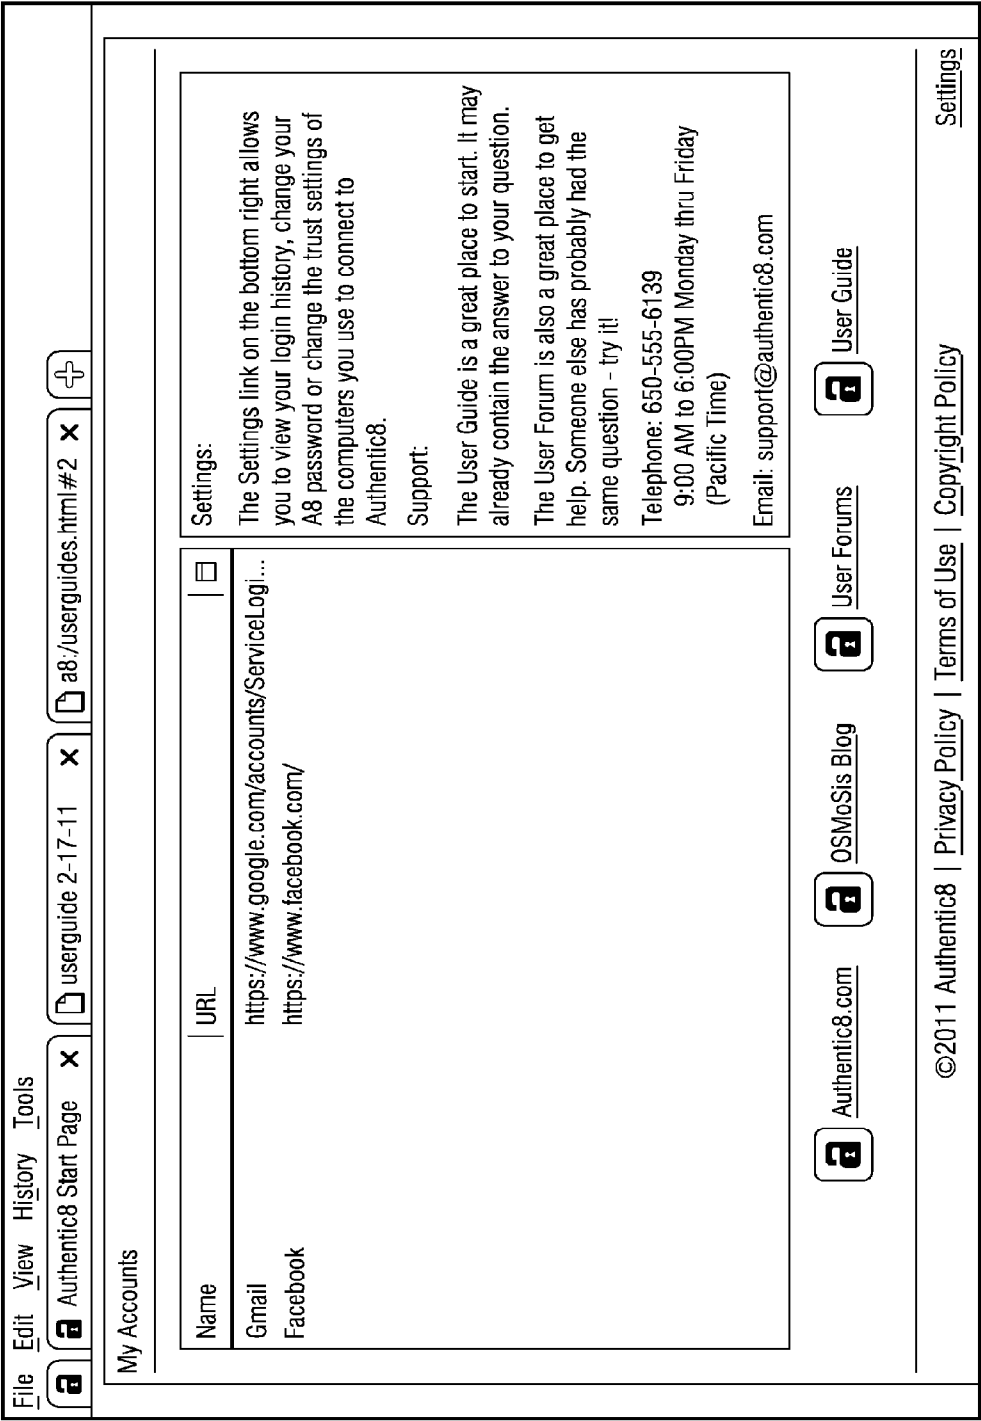 File Edit View History Tools
a Authentic8 Start Page × userguide 2-17-11 × a8:/userguides.html#2 ×
My Accounts
Name | URL
Gmail https://www.google.com/accounts/ServiceLogi...
Facebook https://www.facebook.com/
Settings:
The Settings link on the bottom right allows
you to view your login history, change your
A8 password or change the trust settings of
the computers you use to connect to
Authentic8.
Support:
The User Guide is a great place to start. It may
already contain the answer to your question.
The User Forum is also a great place to get
help. Someone else has probably had the
same question - try it!
Telephone: 650-555-6139
9:00 AM to 6:00PM Monday thru Friday
(Pacific Time)
Email: support@authentic8.com
a Authentic8.com a OSMoSis Blog a User Forums a User Guide
©2011 Authentic8 | Privacy Policy | Terms of Use | Copyright Policy
Settings